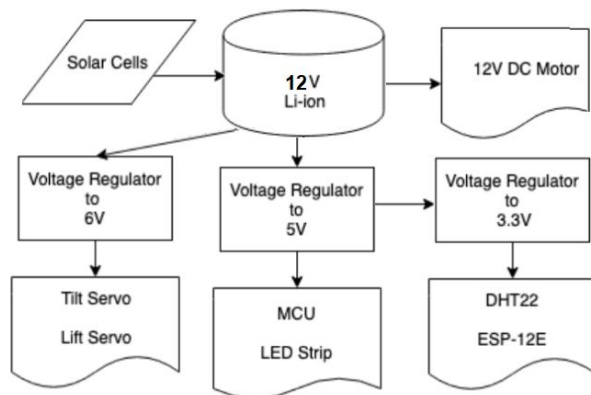 Solar Cells
12V
Li-ion
12V DC Motor
Voltage Regulator
to
6V
Voltage Regulator
to
5V
Voltage Regulator
to
3.3V
Tilt Servo
Lift Servo
MCU
LED Strip
DHT22
ESP-12E